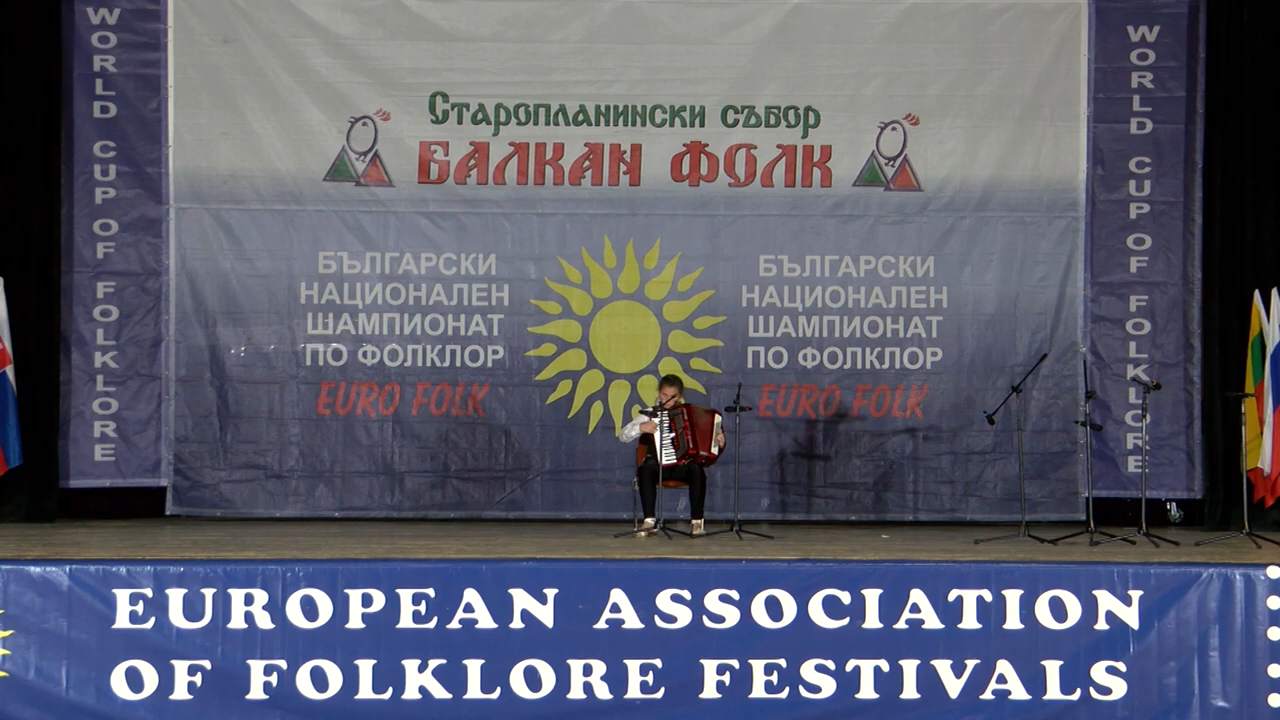 WORLD CUP OF FOLKLORE
Старопланински събор
БАЛКАН ФОЛК
БЪЛГАРСКИ
НАЦИОНАЛЕН
ШАМПИОНАТ
ПО ФОЛКЛОР
EURO FOLK
БЪЛГАРСКИ
НАЦИОНАЛЕН
ШАМПИОНАТ
ПО ФОЛКЛОР
EURO FOLK
WORLD CUP OF FOLKLORE
EUROPEAN ASSOCIATION
OF FOLKLORE FESTIVALS